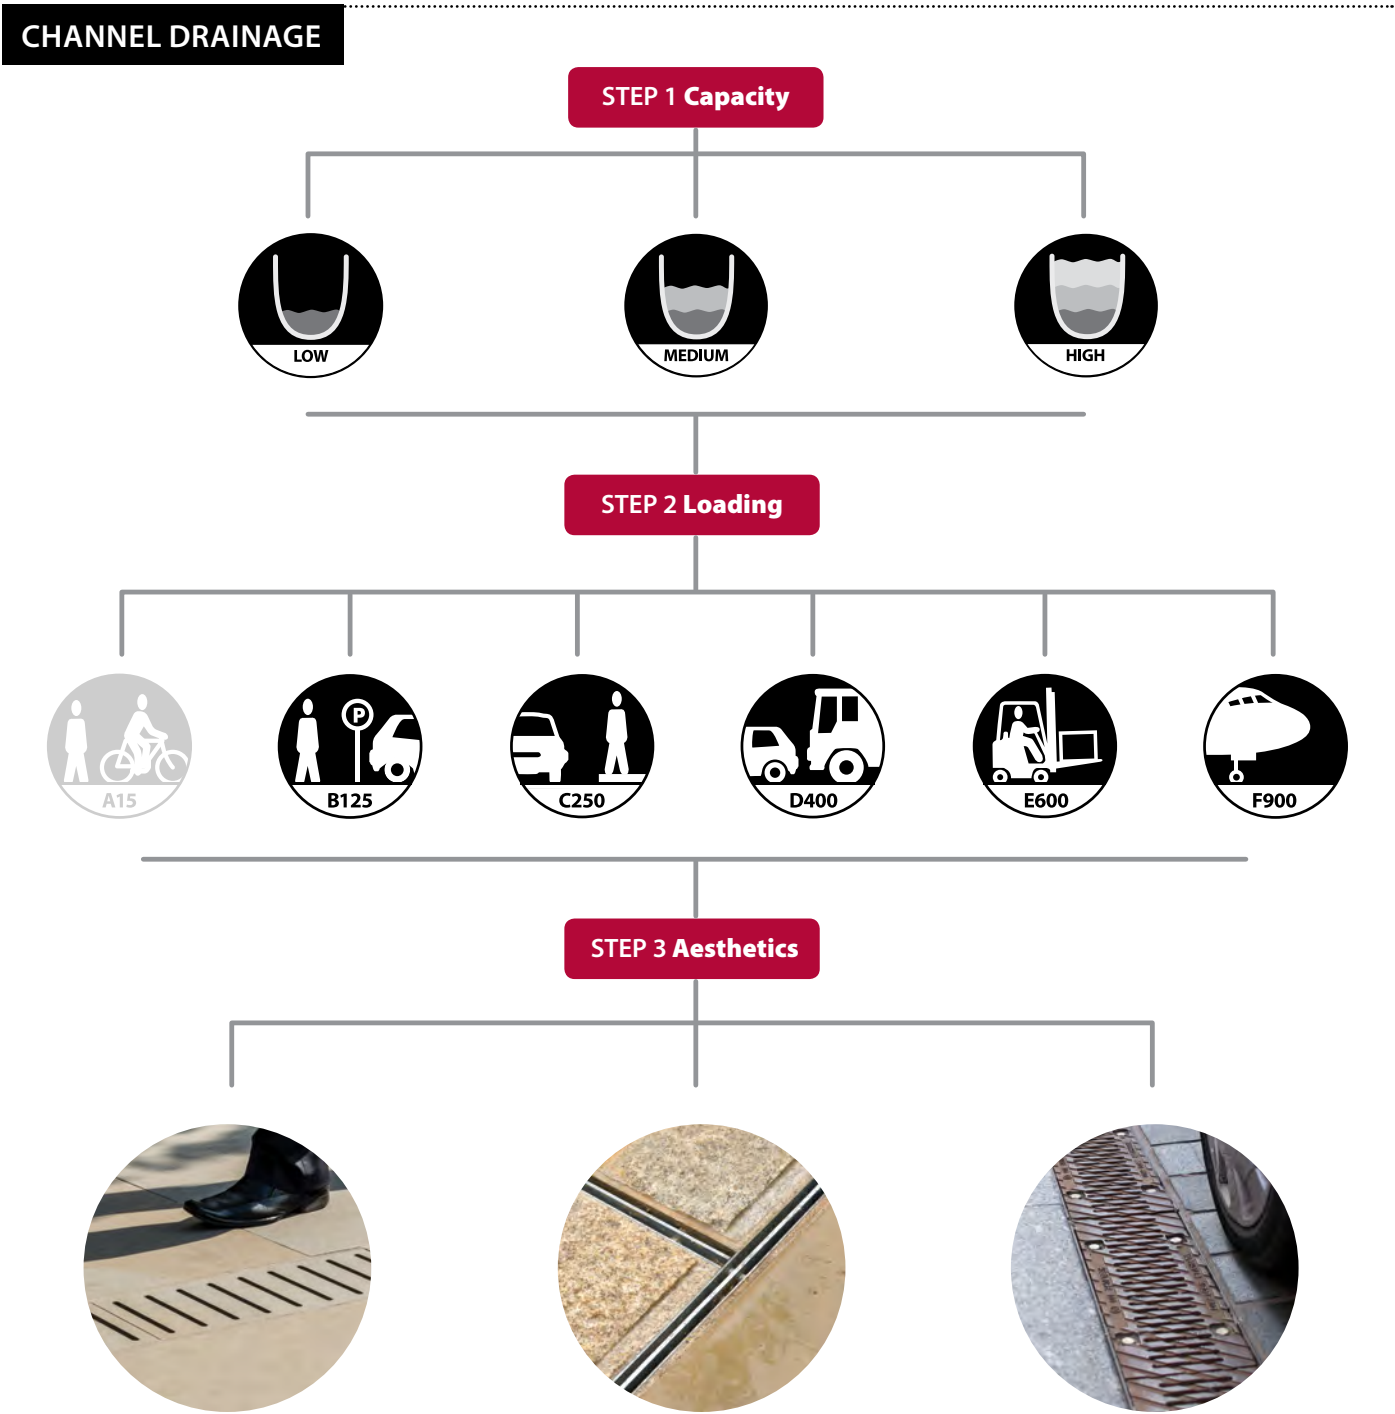 CHANNEL DRAINAGE
STEP 1 Capacity
LOW
MEDIUM
HIGH
STEP 2 Loading
P
A15
B125
C250
D400
E600
F900
STEP 3 Aesthetics